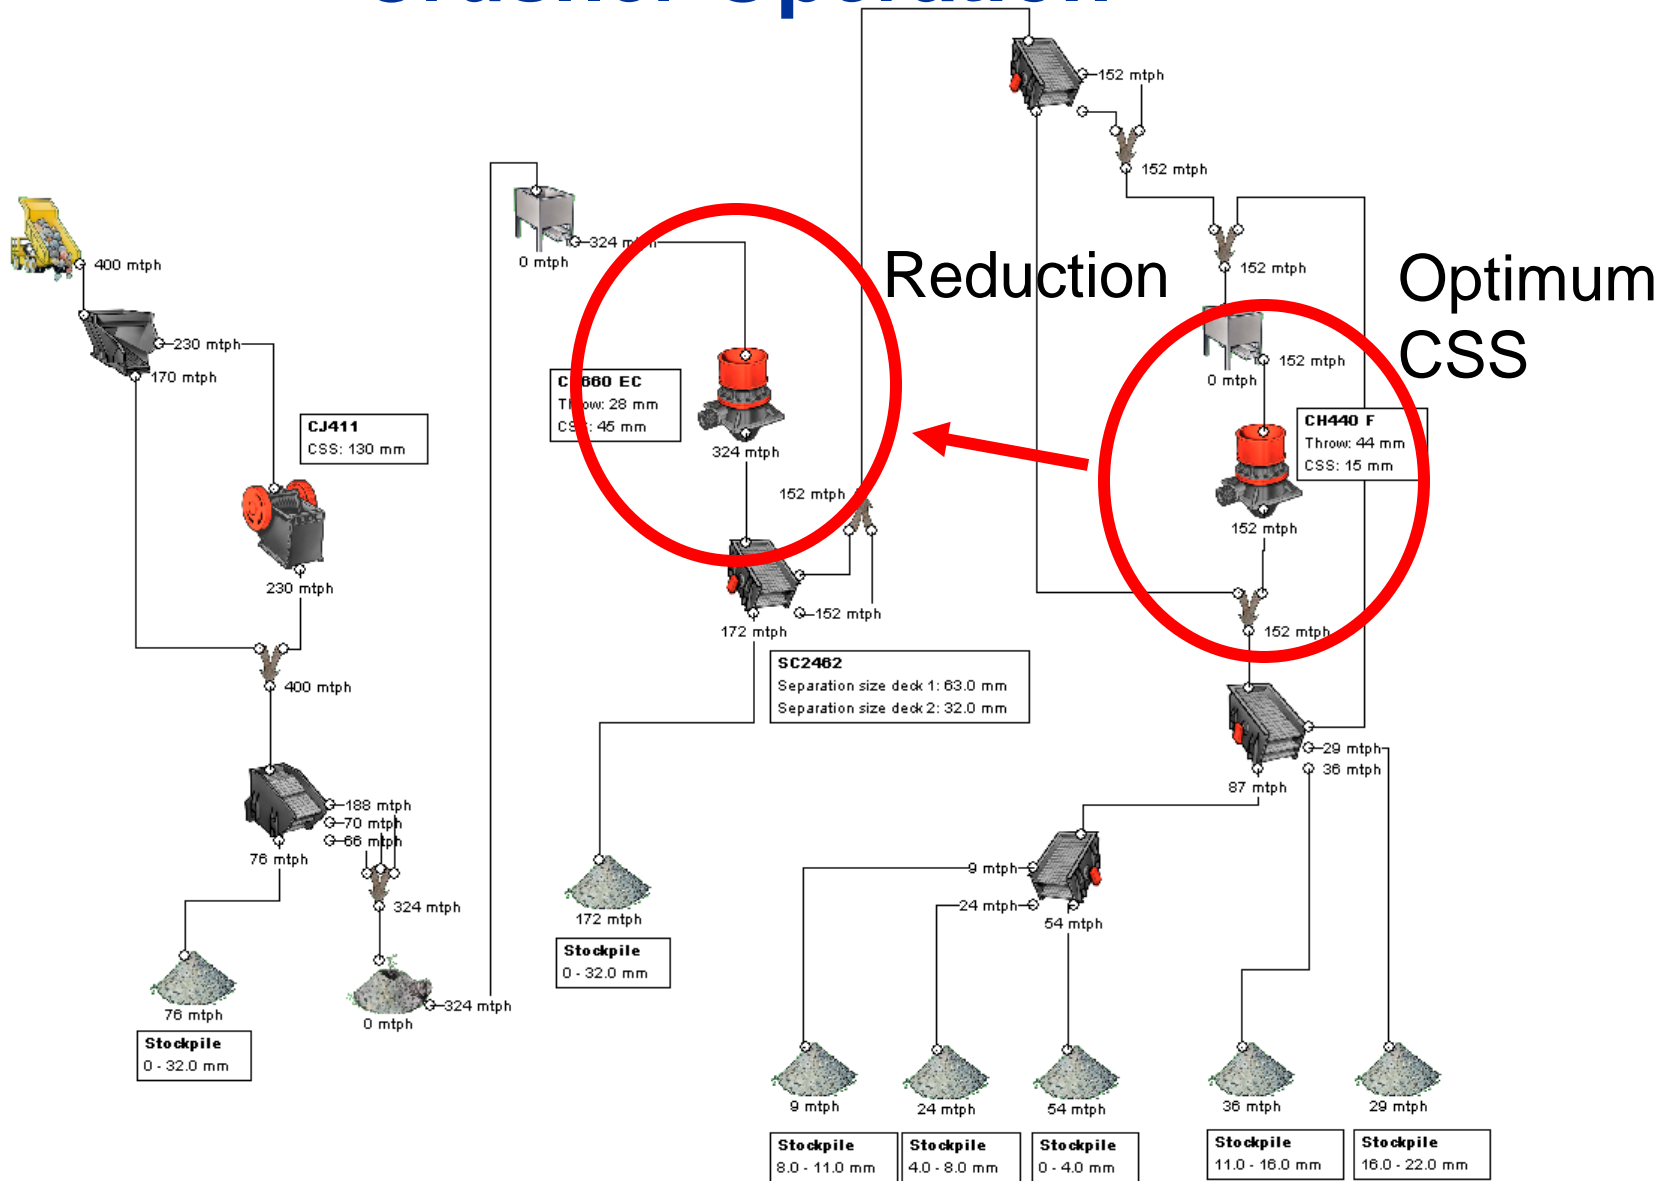 Crusher Operation
152 mtph
152 mtph
400 mtph
324 mtph
0 mtph
152 mtph
Reduction
Optimum
CSS
230 mtph
170 mtph
152 mtph
0 mtph
660 EC
Throw: 28 mm
CSS: 45 mm
CJ411
CSS: 130 mm
CH440 F
Throw: 44 mm
CSS: 15 mm
324 mtph
152 mtph
152 mtph
230 mtph
152 mtph
172 mtph
152 mtph
SC2462
Separation size deck 1: 63.0 mm
Separation size deck 2: 32.0 mm
400 mtph
29 mtph
36 mtph
87 mtph
188 mtph
70 mtph
66 mtph
76 mtph
9 mtph
24 mtph
54 mtph
324 mtph
172 mtph
Stockpile
0 - 32.0 mm
324 mtph
0 mtph
76 mtph
Stockpile
0 - 32.0 mm
9 mtph
24 mtph
54 mtph
36 mtph
29 mtph
Stockpile
8.0 - 11.0 mm
Stockpile
4.0 - 8.0 mm
Stockpile
0 - 4.0 mm
Stockpile
11.0 - 16.0 mm
Stockpile
16.0 - 22.0 mm